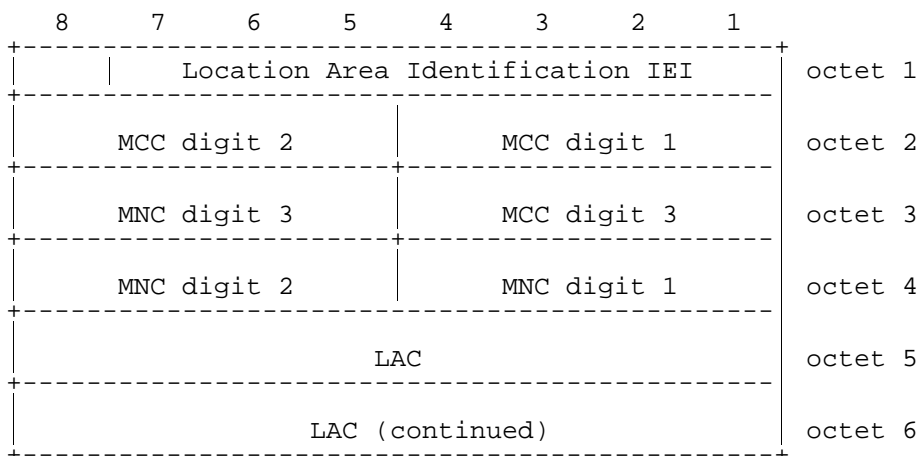 8 7 6 5 4 3 2 1
Location Area Identification IEI octet 1
MCC digit 2 MCC digit 1 octet 2
MNC digit 3 MCC digit 3 octet 3
MNC digit 2 MNC digit 1 octet 4
LAC octet 5
LAC (continued) octet 6